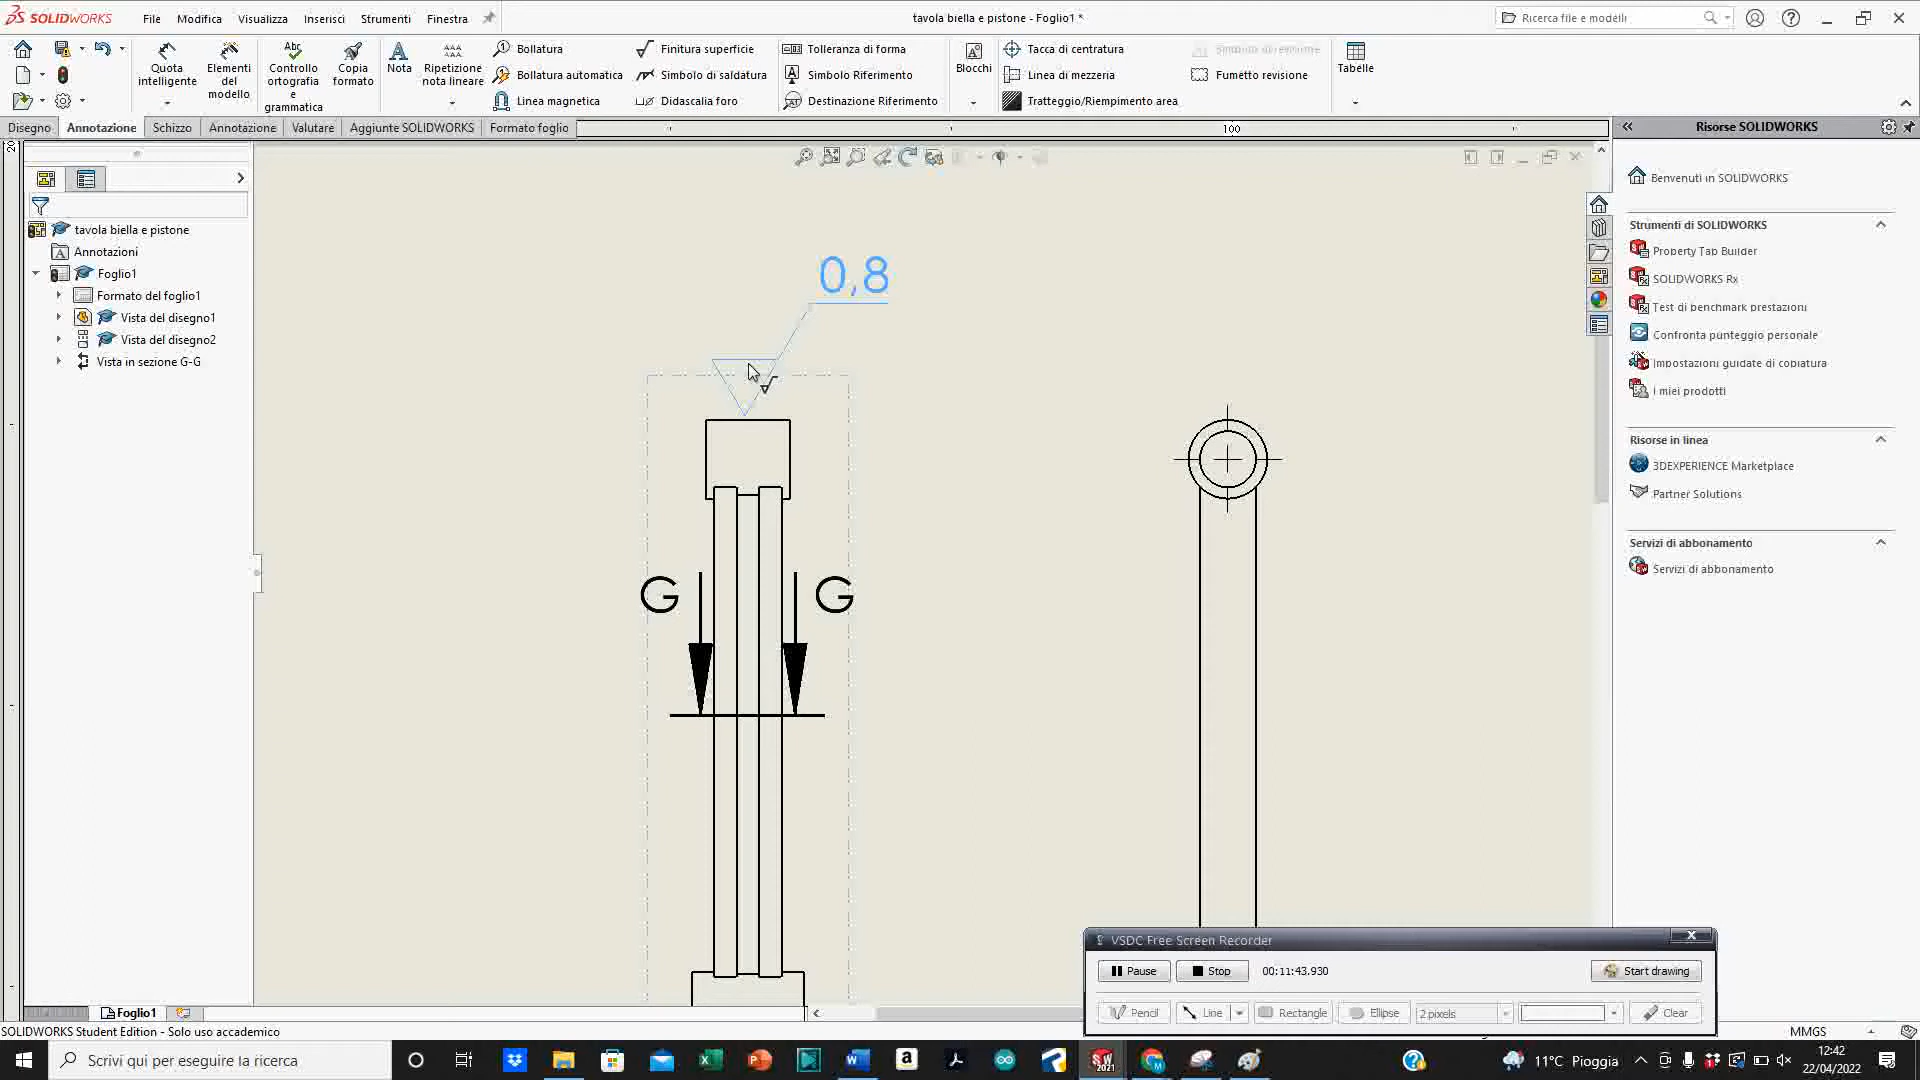 SOLIDWORKS File Modifica Visualizza Inserisci Strumenti Finestra tavola biella e pistone - Foglio1 * Ricerca file e modelli
Quota intelligente
Elementi del modello
Controllo ortografia e grammatica
Copia formato
Nota
Ripetizione nota lineare
Bollatura
Bollatura automatica
Linea magnetica
Finitura superficie
Simbolo di saldatura
Didascalia foro
Tolleranza di forma
Simbolo Riferimento
Destinazione Riferimento
Blocchi
Tacca di centratura
Linea di mezzeria
Tratteggio/Riempimento area
Simbolo di revisione
Fumetto revisione
Tabelle
Disegno Annotazione Schizzo Annotazione Valutare Aggiunte SOLIDWORKS Formato foglio
100
20
tavola biella e pistone
Annotazioni
Foglio1
Formato del foglio1
Vista del disegno1
Vista del disegno2
Vista in sezione G-G
0,8
G G
Risorse SOLIDWORKS
Benvenuti in SOLIDWORKS
Strumenti di SOLIDWORKS
Property Tap Builder
SOLIDWORKS Rx
Test di benchmark prestazioni
Confronta punteggio personale
Impostazioni guidate di copiatura
I miei prodotti
Risorse in linea
3DEXPERIENCE Marketplace
Partner Solutions
Servizi di abbonamento
Servizi di abbonamento
VSDC Free Screen Recorder
Pause Stop 00:11:43.930 Start drawing
Pencil Line Rectangle Ellipse 2 pixels Clear
Foglio1
SOLIDWORKS Student Edition - Solo uso accademico MMGS
Scrivi qui per eseguire la ricerca
11°C Pioggia
12:42
22/04/2022